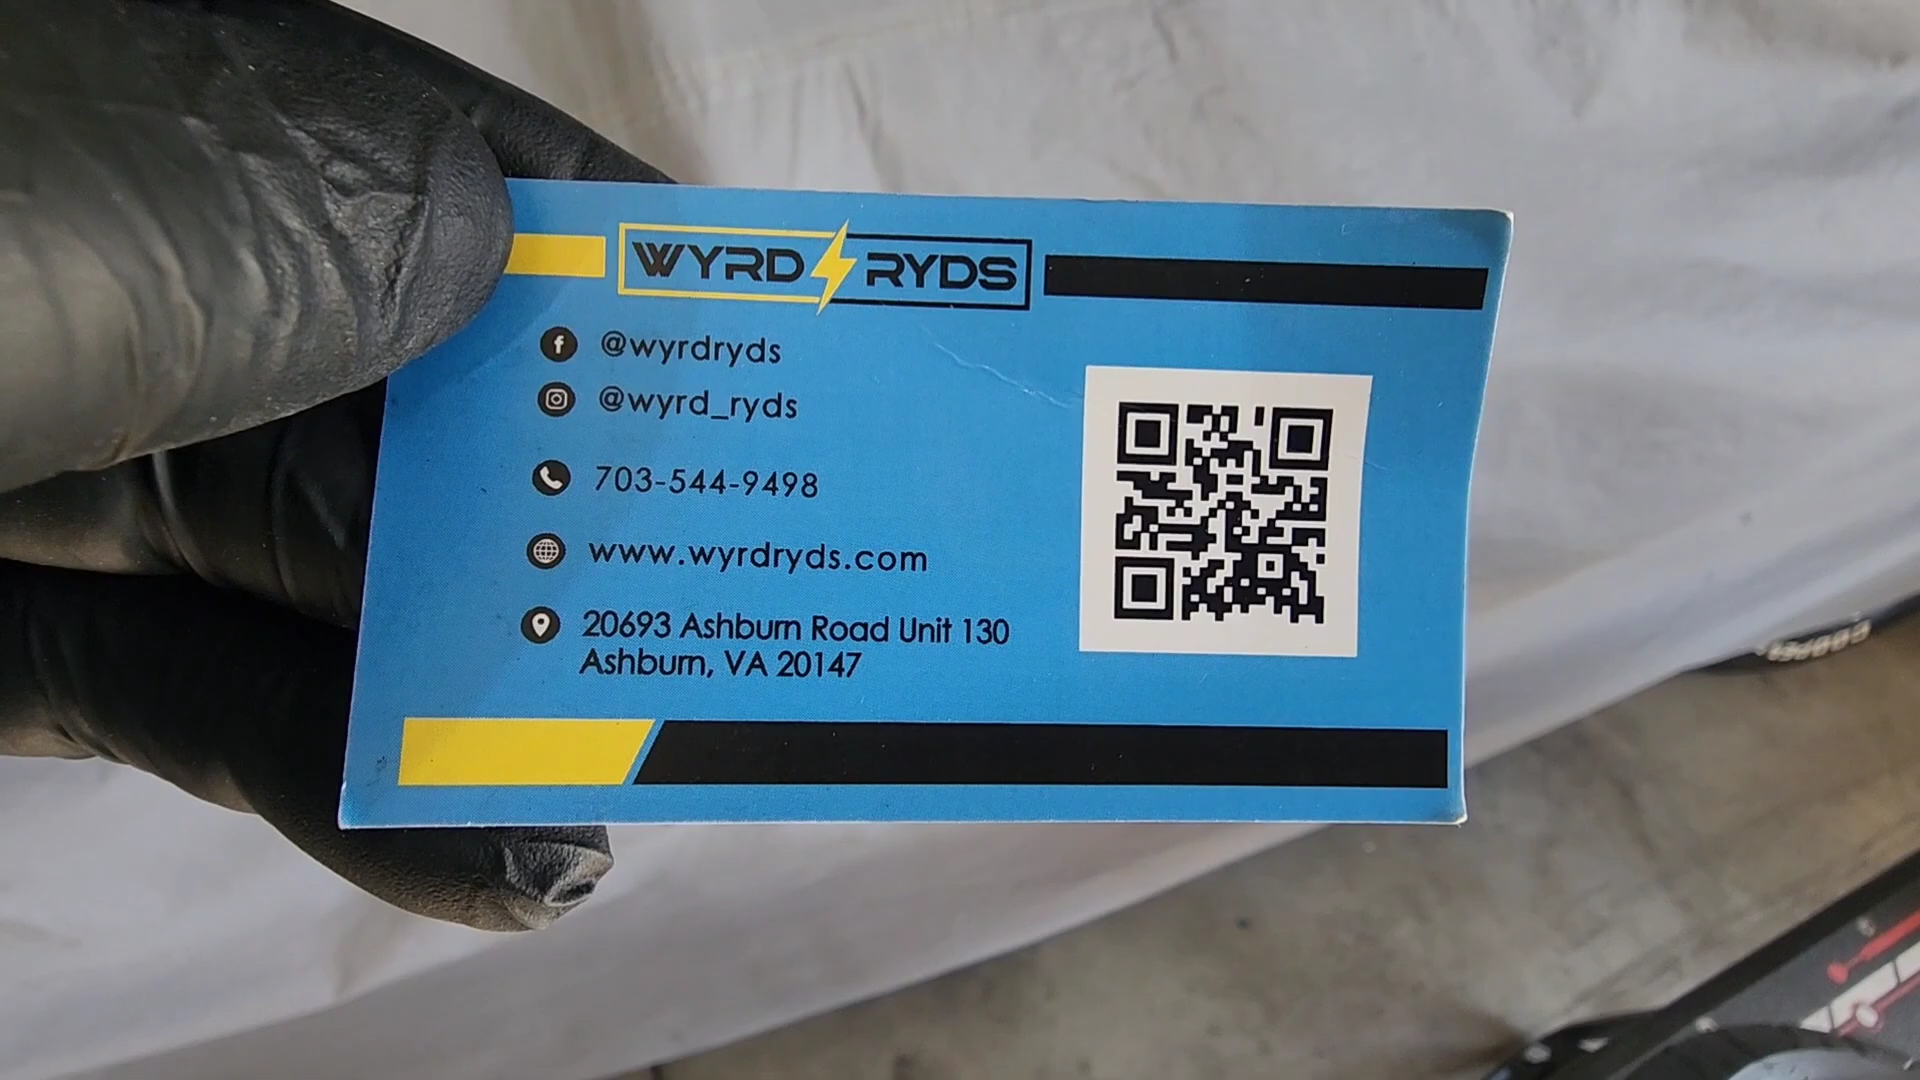 WYRD RYDS
@wyrdryds
@wyrd_ryds
703-544-9498
www.wyrdryds.com
20693 Ashburn Road Unit 130
Ashburn, VA 20147